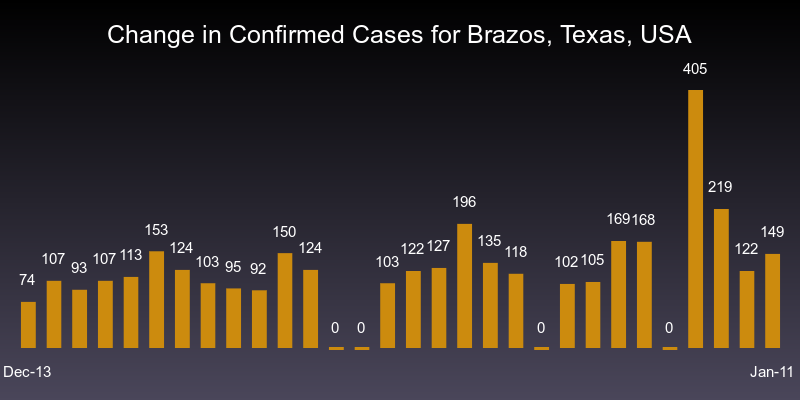 Change in Confirmed Cases for Brazos, Texas, USA
74 107 93 107 113 153 124 103 95 92 150 124 0 0 103 122 127 196 135 118 0 102 105 169 168 0 405 219 122 149
Dec-13 Jan-11